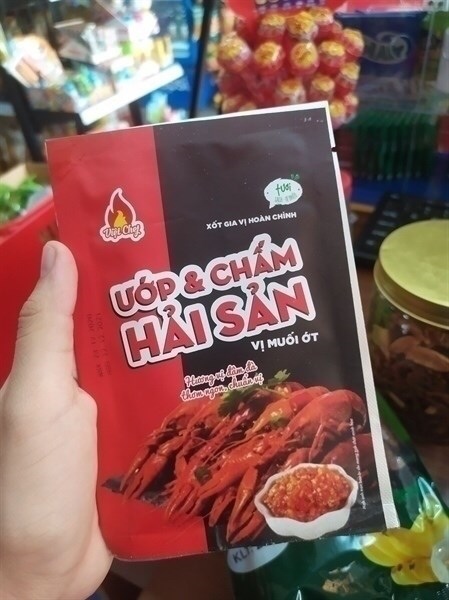 tươi
Việt Chef
XỐT GIA VỊ HOÀN CHỈNH
ƯỚP & CHẤM
HẢI SẢN
VỊ MUỐI ỚT
Hương vị đậm đà
thơm ngon, chuẩn vị